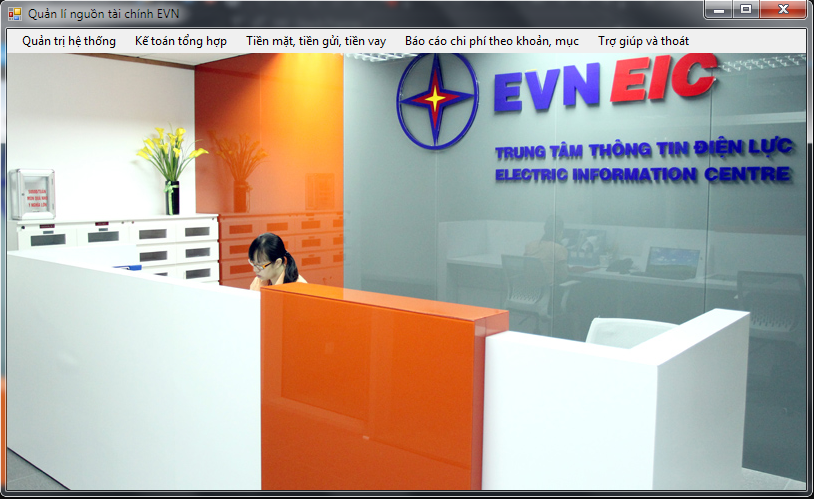 Quản lí nguồn tài chính EVN
Quản trị hệ thống Kế toán tổng hợp Tiền mặt, tiền gửi, tiền vay Báo cáo chi phí theo khoản, mục Trợ giúp và thoát
EVN EIC
TRUNG TÂM THÔNG TIN ĐIỆN LỰC
ELECTRIC INFORMATION CENTRE